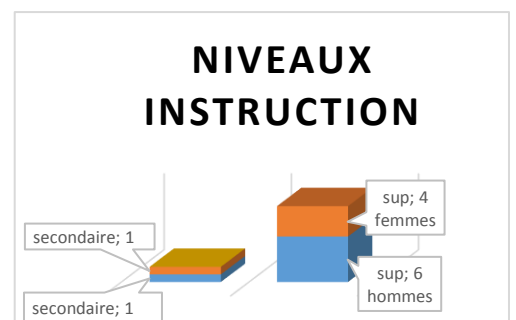 NIVEAUX
INSTRUCTION
sup; 4
femmes
secondaire; 1
sup; 6
hommes
secondaire; 1